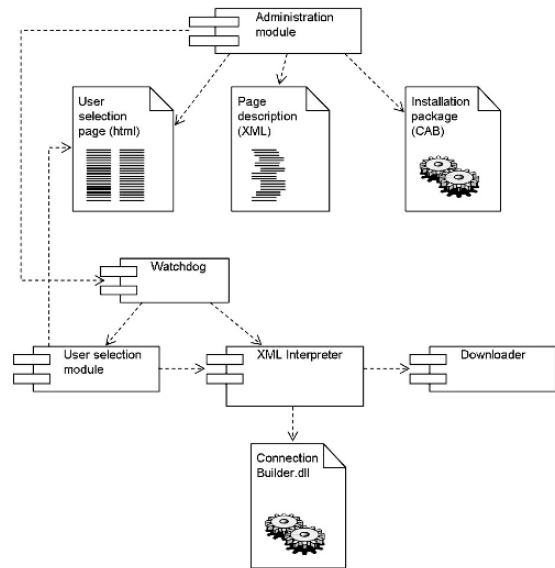 Administration
module
User
selection
page (html)
Page
description
(XML)
Installation
package
(CAB)
Watchdog
User selection
module
XML Interpreter
Downloader
Connection
Builder.dll